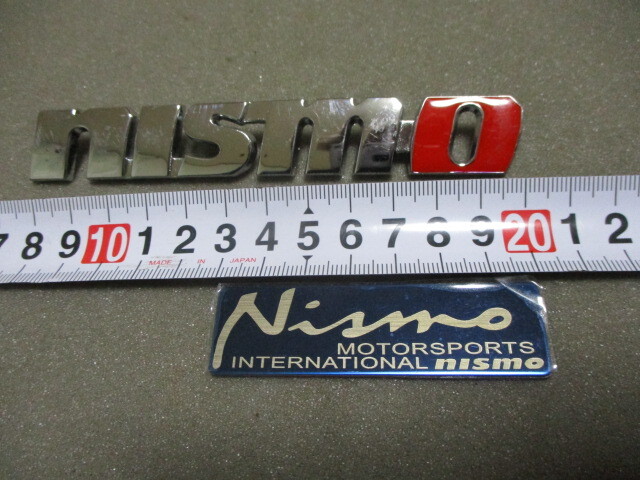 nismo
7 8 9 10 1 2 3 4 5 6 7 8 9 20 1 2
MADE IN JAPAN
Nismo
MOTORSPORTS
INTERNATIONAL nismo